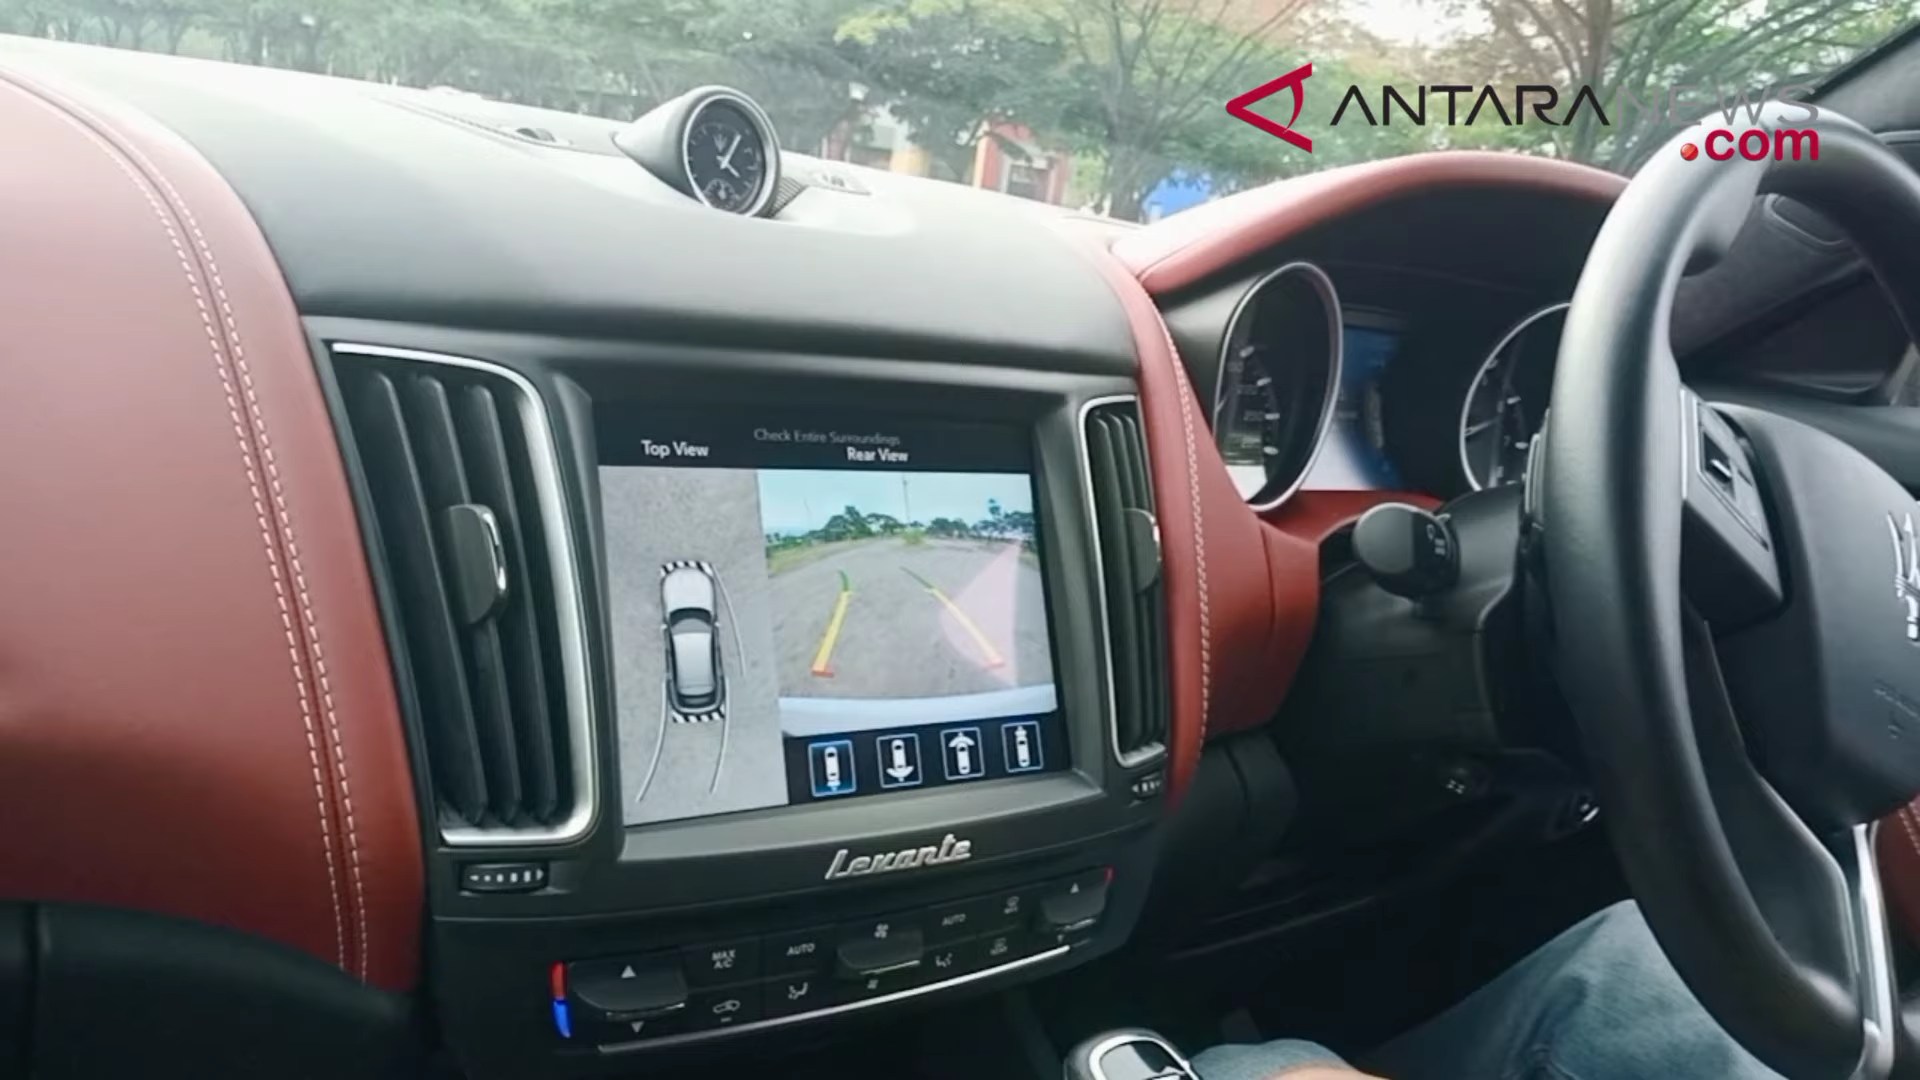 ANTARANEWS
.com
Check Entire Surroundings
Top View
Rear View
Levante
MAX
A/C
AUTO
AUTO